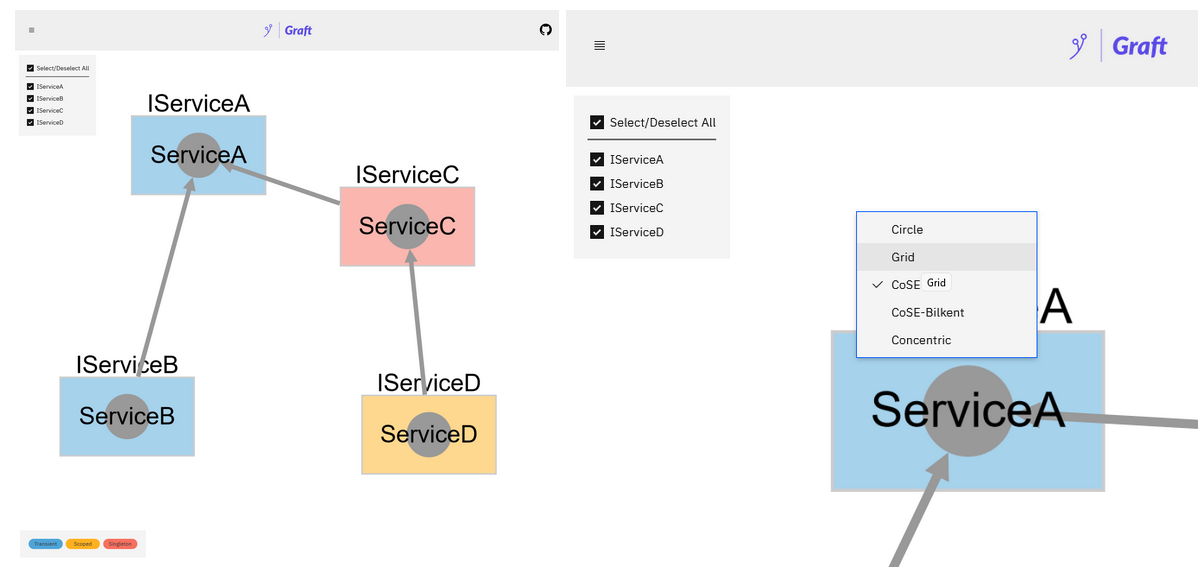 Graft
Select/Deselect All
IServiceA
IServiceB
IServiceC
IServiceD
IServiceA
ServiceA
IServiceC
ServiceC
IServiceB
ServiceB
IServiceD
ServiceD
Transient
Scoped
Singleton
Graft
Select/Deselect All
IServiceA
IServiceB
IServiceC
IServiceD
Circle
Grid
CoSE
Grid
CoSE-Bilkent
Concentric
A
ServiceA